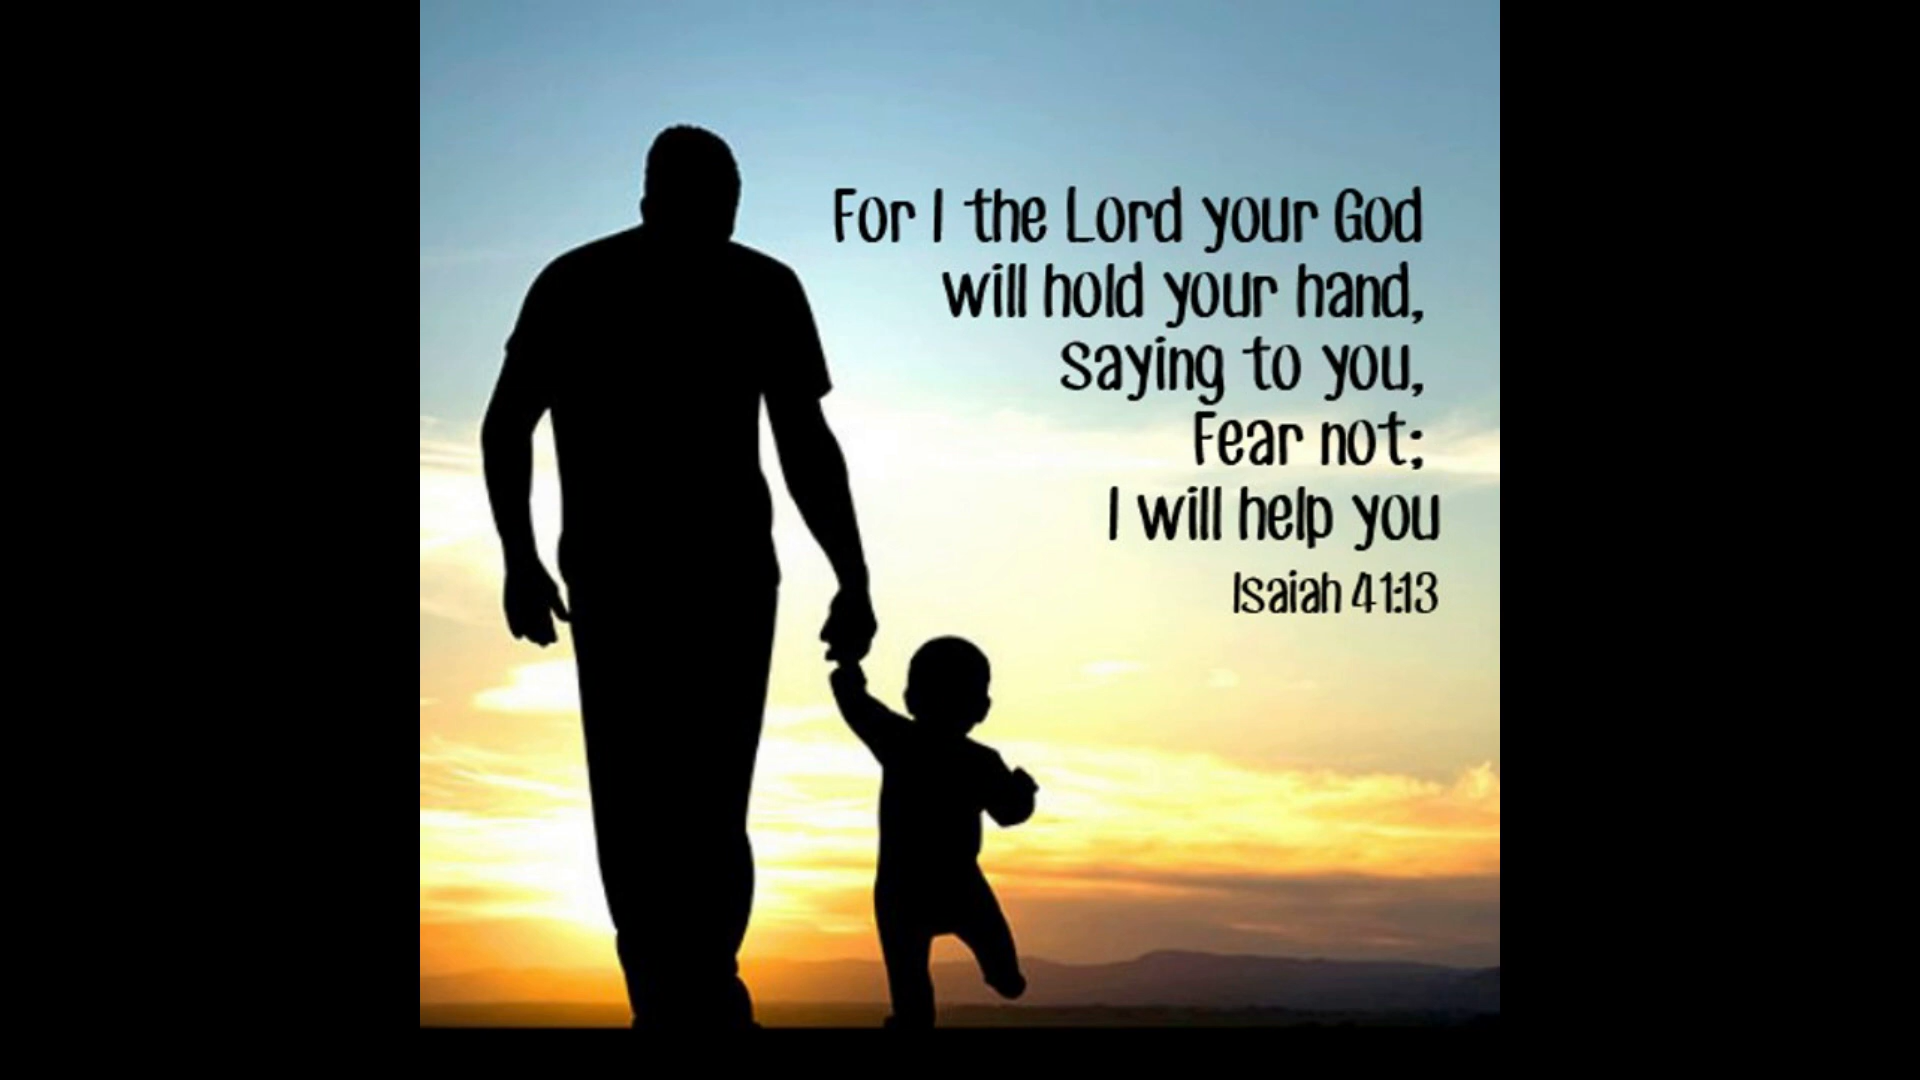 For I the Lord your God
will hold your hand,
saying to you,
Fear not;
I will help you
Isaiah 41:13